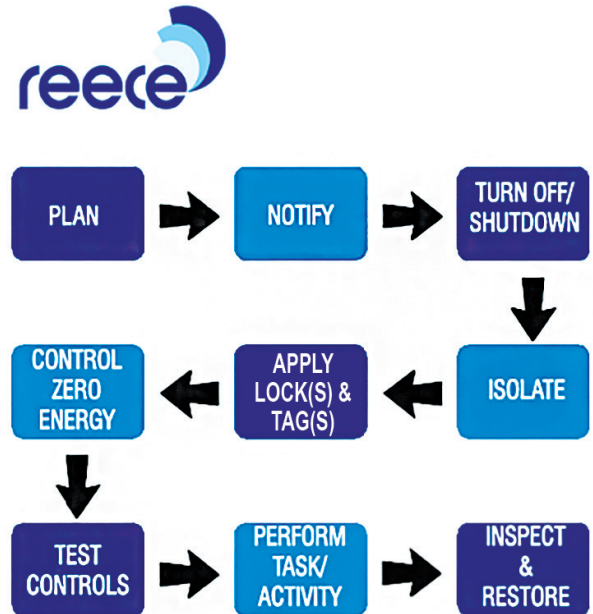 reece
PLAN
NOTIFY
TURN OFF/
SHUTDOWN
ISOLATE
APPLY
LOCK(S) &
TAG(S)
CONTROL
ZERO
ENERGY
TEST
CONTROLS
PERFORM
TASK/
ACTIVITY
INSPECT
&
RESTORE